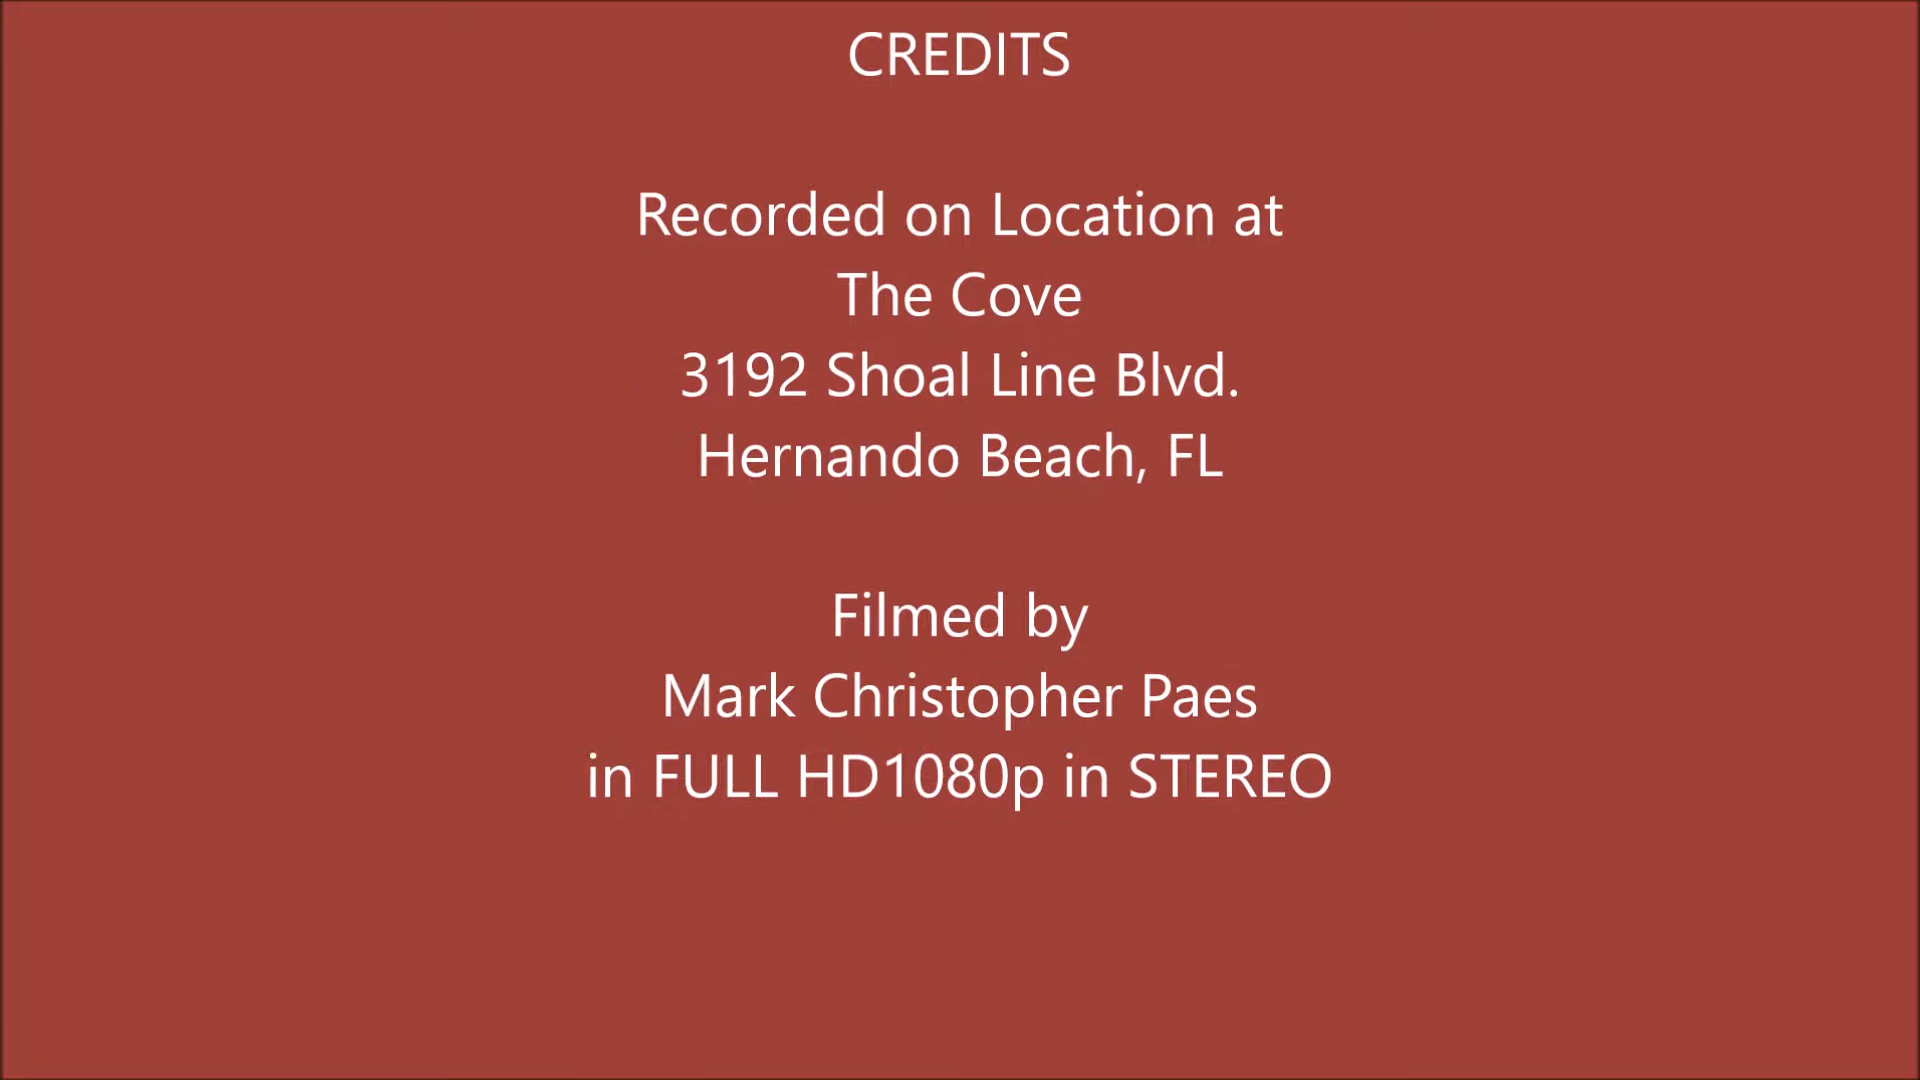 CREDITS
Recorded on Location at
The Cove
3192 Shoal Line Blvd.
Hernando Beach, FL
Filmed by
Mark Christopher Paes
in FULL HD1080p in STEREO